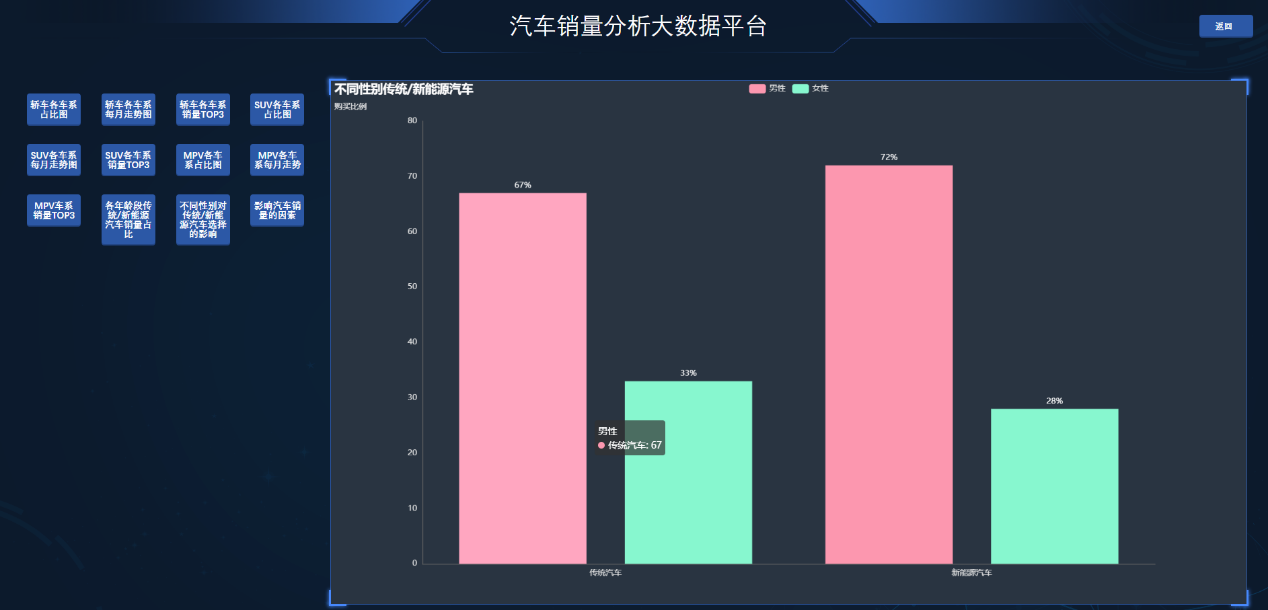 汽车销量分析大数据平台
返回
轿车各车系
占比图
轿车各车系
每月走势图
轿车各车系
销量TOP3
SUV各车系
占比图
SUV各车系
每月走势图
SUV各车系
销量TOP3
MPV各车
系占比图
MPV各车
系每月走势
MPV车系
销量TOP3
各年龄段传
统/新能源
汽车销量占
比
不同性别对
传统/新能
源汽车选择
的影响
影响汽车销
量的因素
不同性别传统/新能源汽车
男性
女性
购买比例
80
70
60
50
40
30
20
10
0
67%
33%
72%
28%
男性
传统汽车: 67
传统汽车
新能源汽车